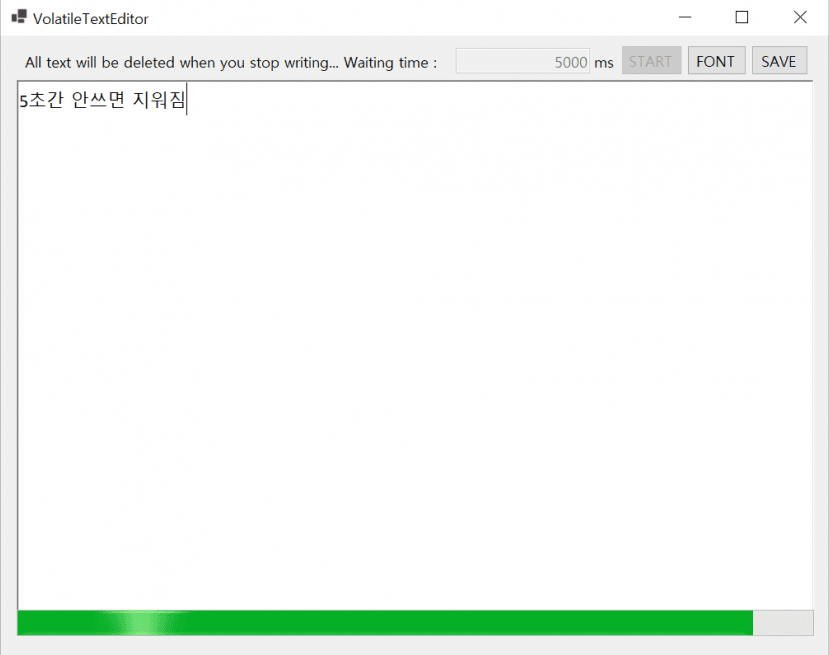 VolatileTextEditor
All text will be deleted when you stop writing... Waiting time : 5000 ms START FONT SAVE
5초간 안쓰면 지워짐